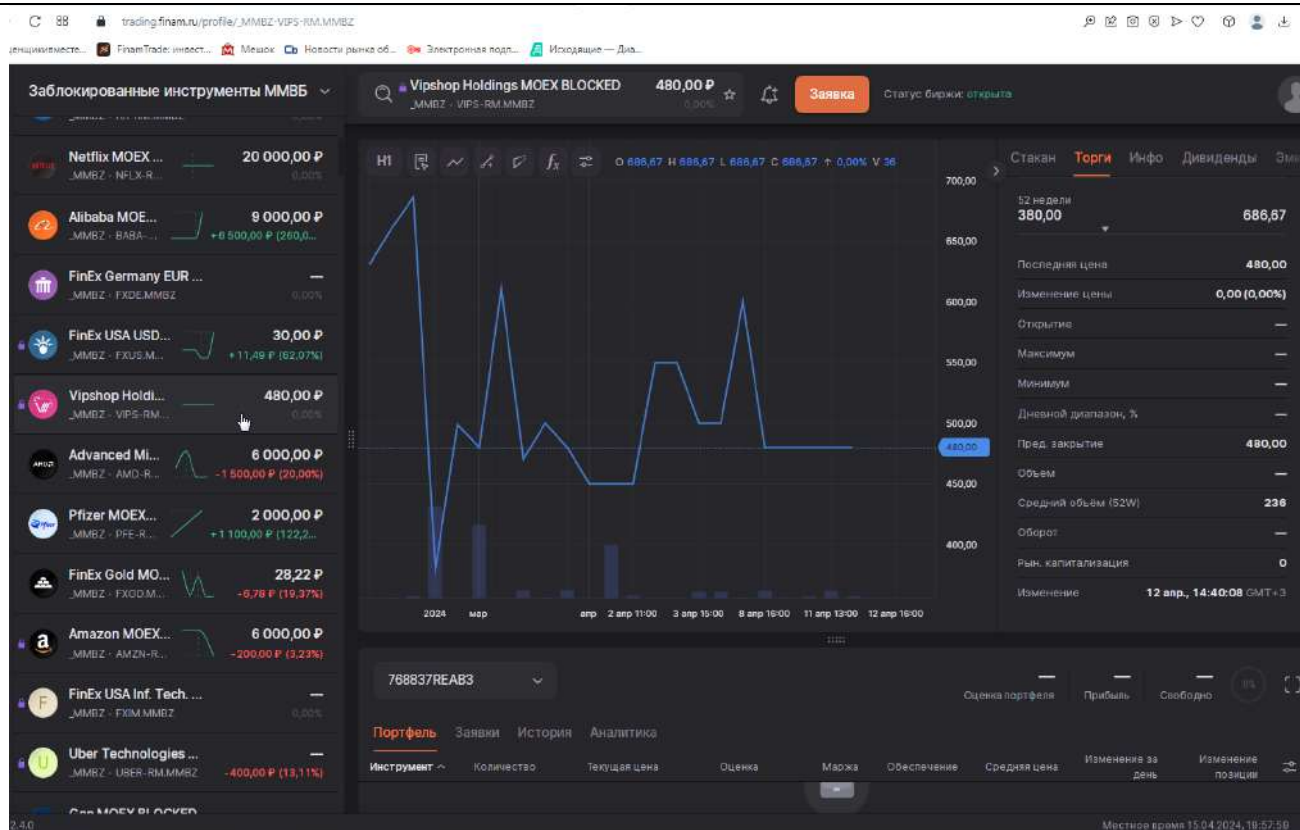 trading.finam.ru/profile/_MMBZ-VIPS-RM.MMBZ
FinamTrade: инвест... Мешок Новости рынка об... Электронная подп... Исходящие — Диа...
Заблокированные инструменты ММВБ
Vipshop Holdings MOEX BLOCKED 480,00 ₽
_MMBZ - VIPS-RM.MMBZ 0,00%
Заявка
Статус биржи: открыта
Netflix MOEX ... 20 000,00 ₽
_MMBZ - NFLX-R... 0,00%
Alibaba MOE... 9 000,00 ₽
_MMBZ - BABA-... +6 500,00 ₽ (260,0...
FinEx Germany EUR ... —
_MMBZ - FXDE.MMBZ 0,00%
FinEx USA USD... 30,00 ₽
_MMBZ - FXUS.M... +11,49 ₽ (62,07%)
Vipshop Holdi... 480,00 ₽
_MMBZ - VIPS-RM... 0,00%
AMD
Advanced Mi... 6 000,00 ₽
_MMBZ - AMD-R... -1 500,00 ₽ (20,00%)
Pfizer
Pfizer MOEX... 2 000,00 ₽
_MMBZ - PFE-R... +1 100,00 ₽ (122,2...
FinEx Gold MO... 28,22 ₽
_MMBZ - FXGD.M... -6,78 ₽ (19,37%)
a
Amazon MOEX... 6 000,00 ₽
_MMBZ - AMZN-R... -200,00 ₽ (3,23%)
F
FinEx USA Inf. Tech. ... —
_MMBZ - FXIM.MMBZ 0,00%
U
Uber Technologies ... —
_MMBZ - UBER-RM.MMBZ -400,00 ₽ (13,11%)
Gap MOEX BLOCKED
2.4.0
H1 fx O 686,67 H 686,67 L 686,67 C 686,67 ↑ 0,00% V 36
700,00
650,00
600,00
550,00
500,00
480,00
450,00
400,00
2024 мар апр 2 апр 11:00 3 апр 15:00 8 апр 16:00 11 апр 13:00 12 апр 16:00
Стакан Торги Инфо Дивиденды Эми
52 недели
380,00 686,67
Последняя цена 480,00
Изменение цены 0,00 (0,00%)
Открытие —
Максимум —
Минимум —
Дневной диапазон, % —
Пред. закрытие 480,00
Объем —
Средний объём (52W) 236
Оборот —
Рын. капитализация 0
Изменение 12 апр., 14:40:08 GMT+3
768837REAB3
— — —
Оценка портфеля Прибыль Свободно
Портфель Заявки История Аналитика
Инструмент Количество Текущая цена Оценка Маржа Обеспечение Средняя цена Изменение за день Изменение позиции
Местное время 15.04.2024, 18:57:58